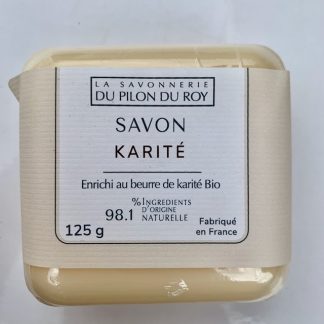 LA SAVONNERIE
DU PILON DU ROY
SAVON
KARITÉ
Enrichi au beurre de karité Bio
98.1 % INGREDIENTS
D'ORIGINE
NATURELLE
125 g
Fabriqué
en France